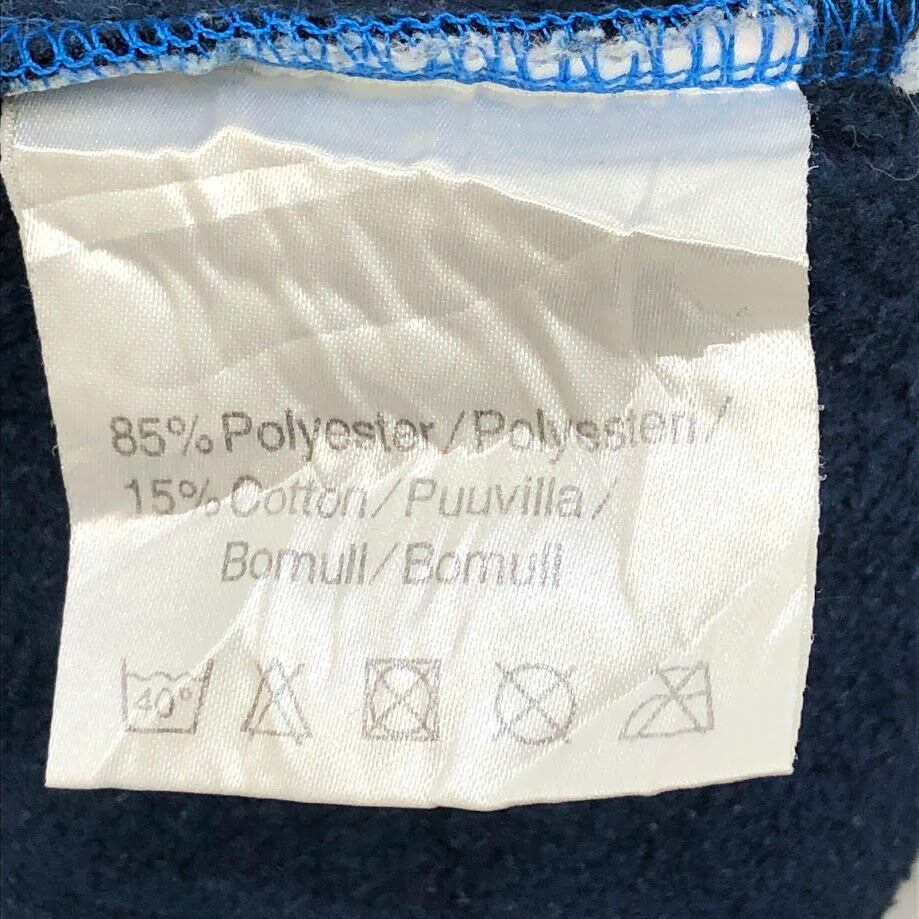 85% Polyester/Polyesteri/
15% Cotton/Puuvilla/
Bomull/Bomull
40°